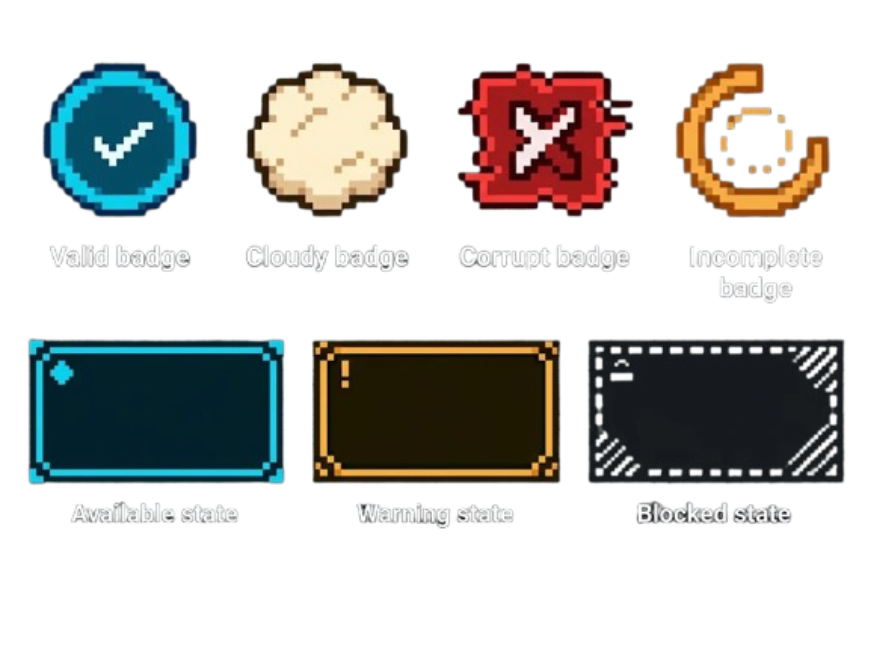 Valid badge
Cloudy badge
Corrupt badge
Incomplete
badge
!
Available state
Warning state
Blocked state